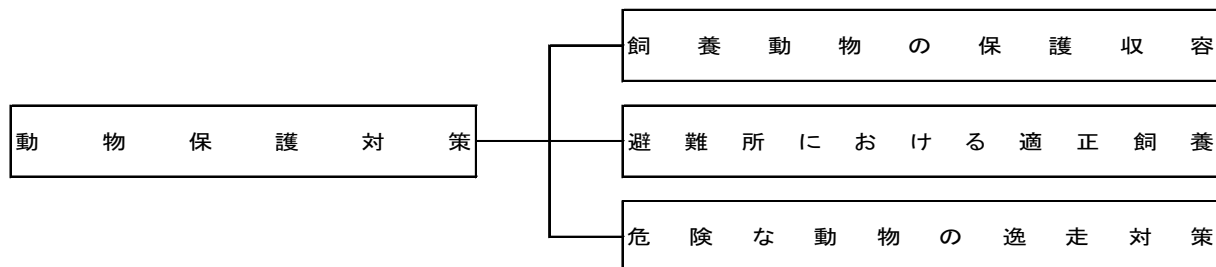 飼養動物の保護収容
動物保護対策
避難所における適正飼養
危険な動物の逸走対策